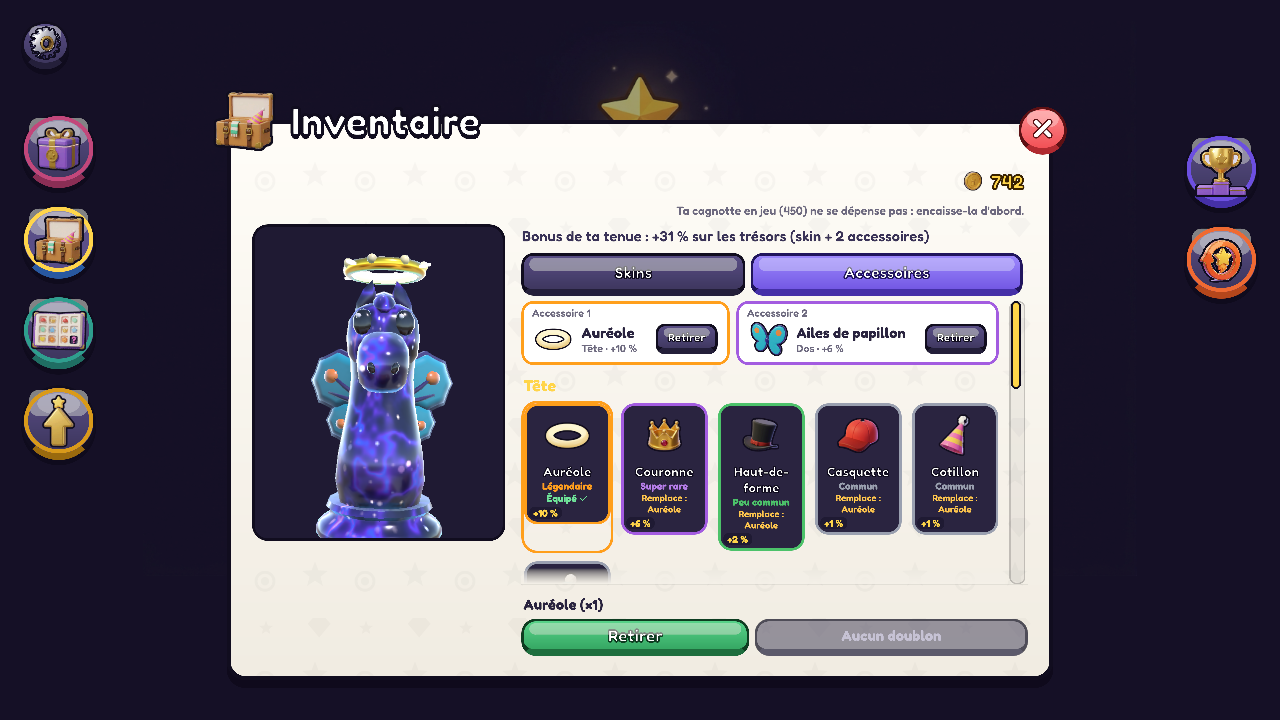 Inventaire
742
Ta cagnotte en jeu (450) ne se dépense pas : encaisse-la d'abord.
Bonus de ta tenue : +31 % sur les trésors (skin + 2 accessoires)
Skins
Accessoires
Accessoire 1
Auréole
Tête · +10 %
Retirer
Accessoire 2
Ailes de papillon
Dos · +6 %
Retirer
Tête
Auréole
Légendaire
Équipé ✓
+10 %
Couronne
Super rare
Remplace :
Auréole
+6 %
Haut-de-
forme
Peu commun
Remplace :
Auréole
+2 %
Casquette
Commun
Remplace :
Auréole
+1 %
Cotillon
Commun
Remplace :
Auréole
+1 %
Auréole (×1)
Retirer
Aucun doublon